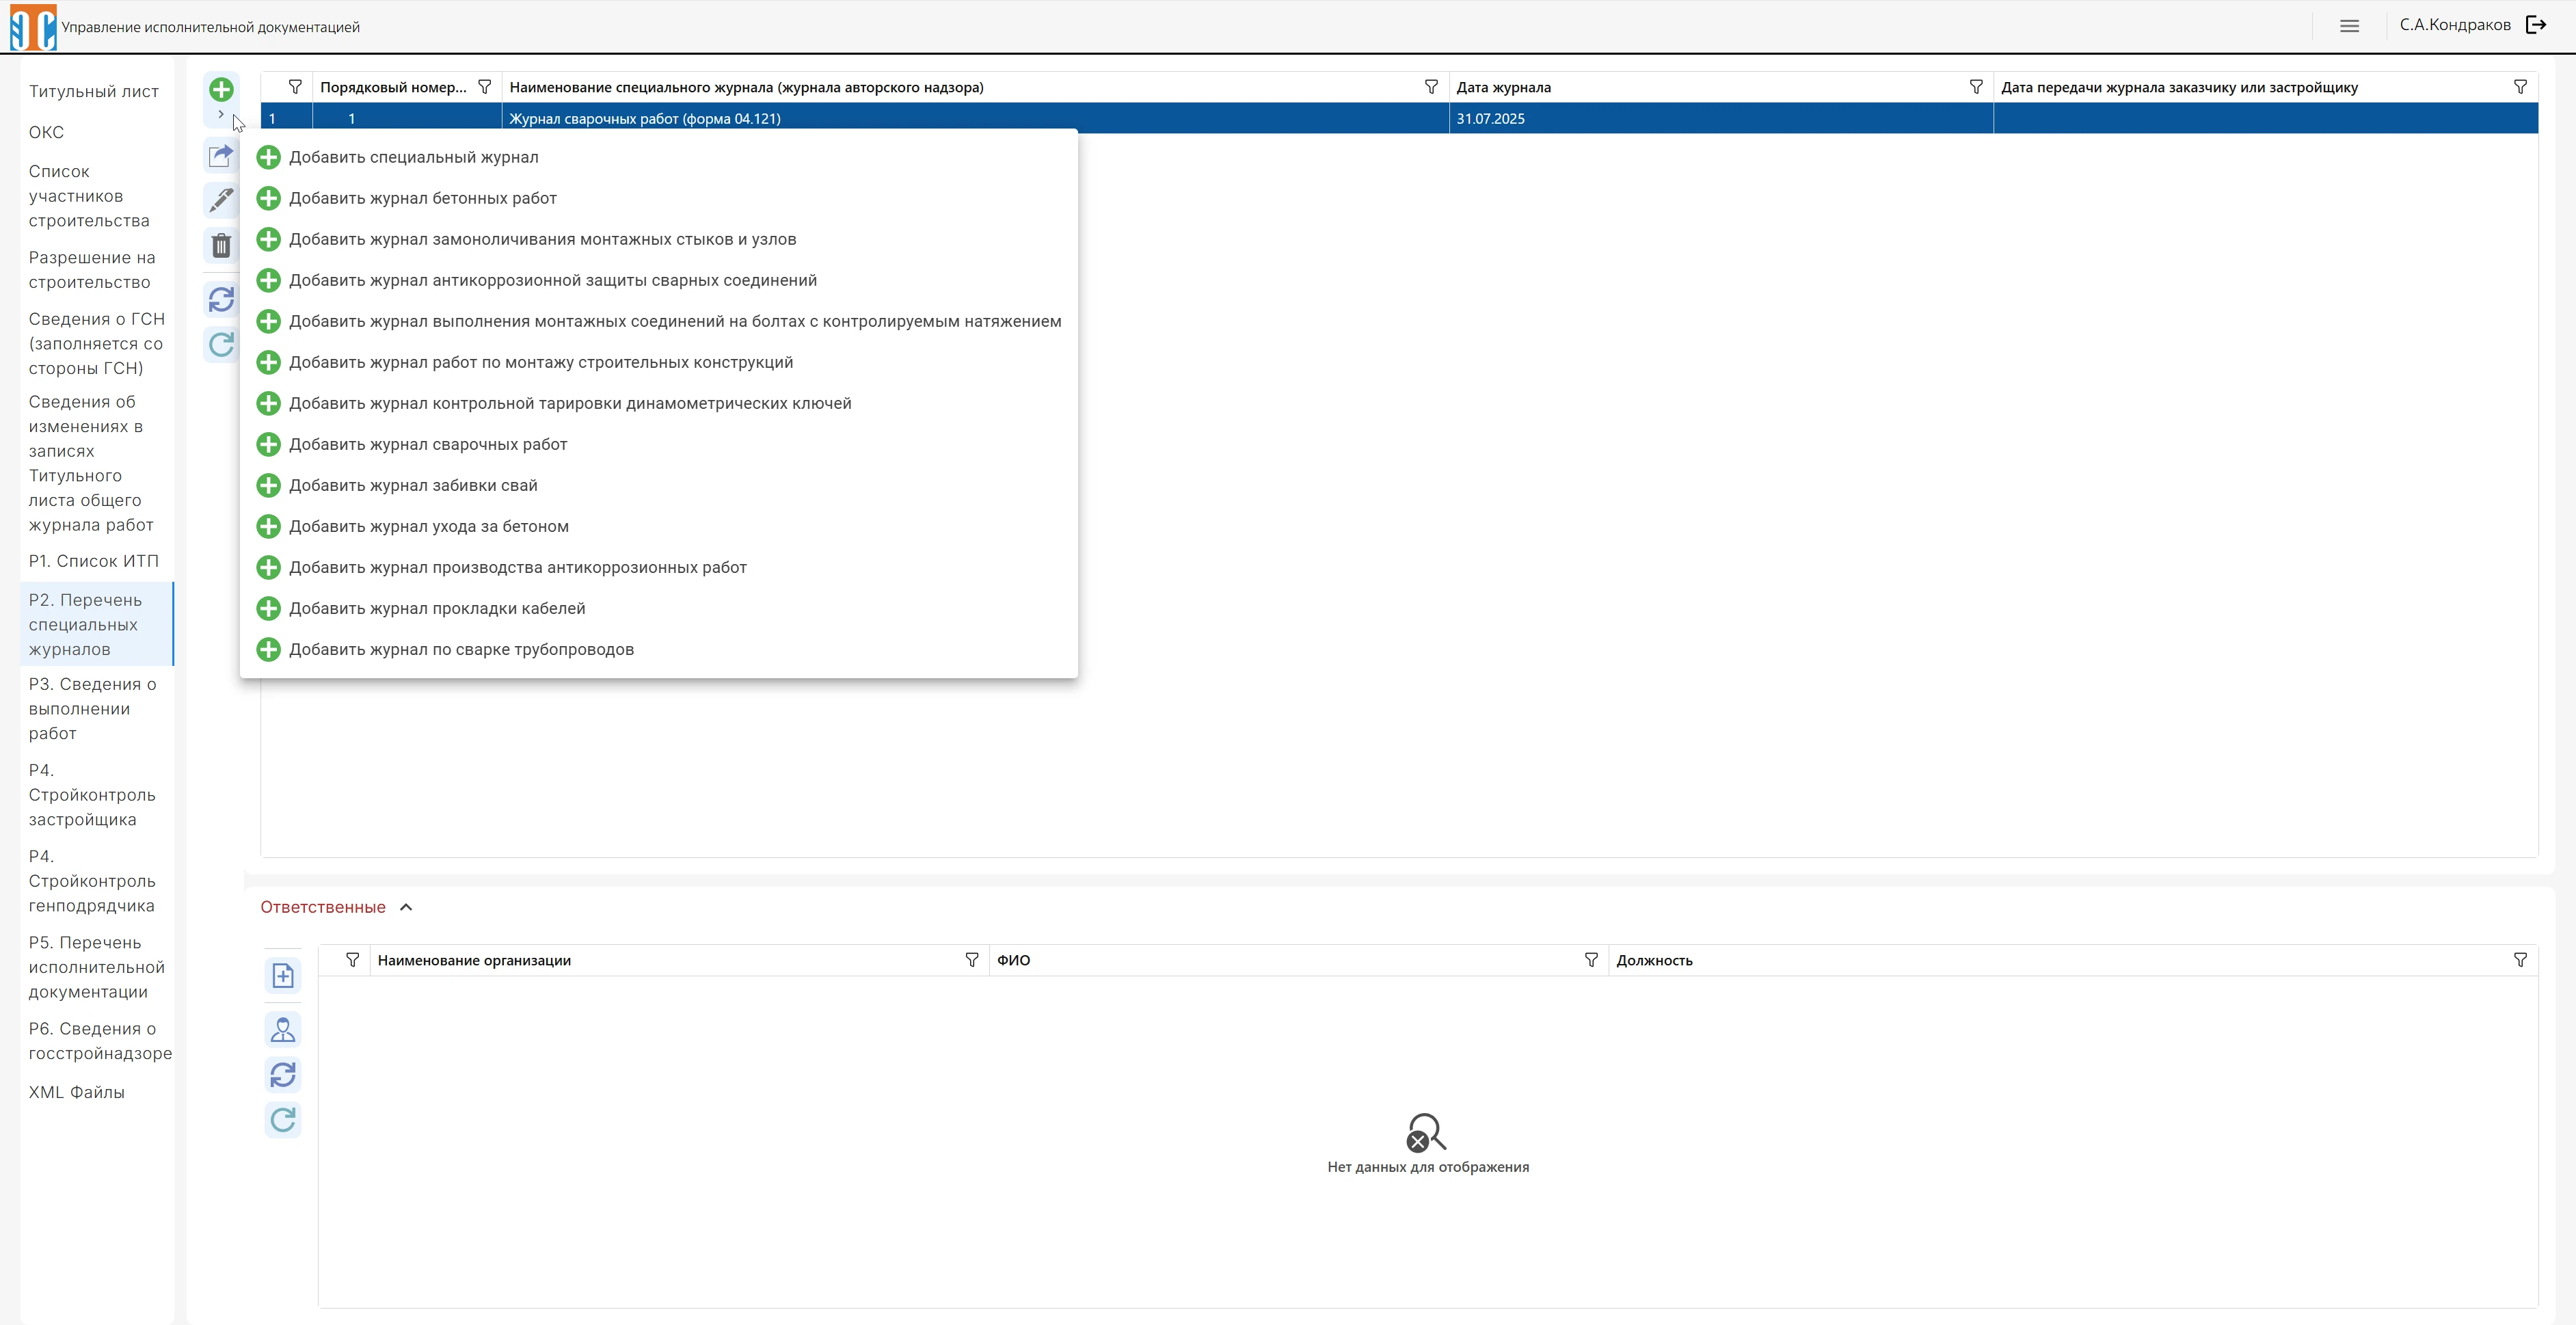 Управление исполнительной документацией
С.А.Кондраков
Титульный лист
ОКС
Список
участников
строительства
Разрешение на
строительство
Сведения о ГСН
(заполняется со
стороны ГСН)
Сведения об
изменениях в
записях
Титульного
листа общего
журнала работ
Р1. Список ИТП
Р2. Перечень
специальных
журналов
Р3. Сведения о
выполнении
работ
Р4.
Стройконтроль
застройщика
Р4.
Стройконтроль
генподрядчика
Р5. Перечень
исполнительной
документации
Р6. Сведения о
госстройнадзоре
XML Файлы
Порядковый номер... Наименование специального журнала (журнала авторского надзора) Дата журнала Дата передачи журнала заказчику или застройщику
1 1 Журнал сварочных работ (форма 04.121) 31.07.2025
Добавить специальный журнал
Добавить журнал бетонных работ
Добавить журнал замоноличивания монтажных стыков и узлов
Добавить журнал антикоррозионной защиты сварных соединений
Добавить журнал выполнения монтажных соединений на болтах с контролируемым натяжением
Добавить журнал работ по монтажу строительных конструкций
Добавить журнал контрольной тарировки динамометрических ключей
Добавить журнал сварочных работ
Добавить журнал забивки свай
Добавить журнал ухода за бетоном
Добавить журнал производства антикоррозионных работ
Добавить журнал прокладки кабелей
Добавить журнал по сварке трубопроводов
Ответственные
Наименование организации ФИО Должность
Нет данных для отображения